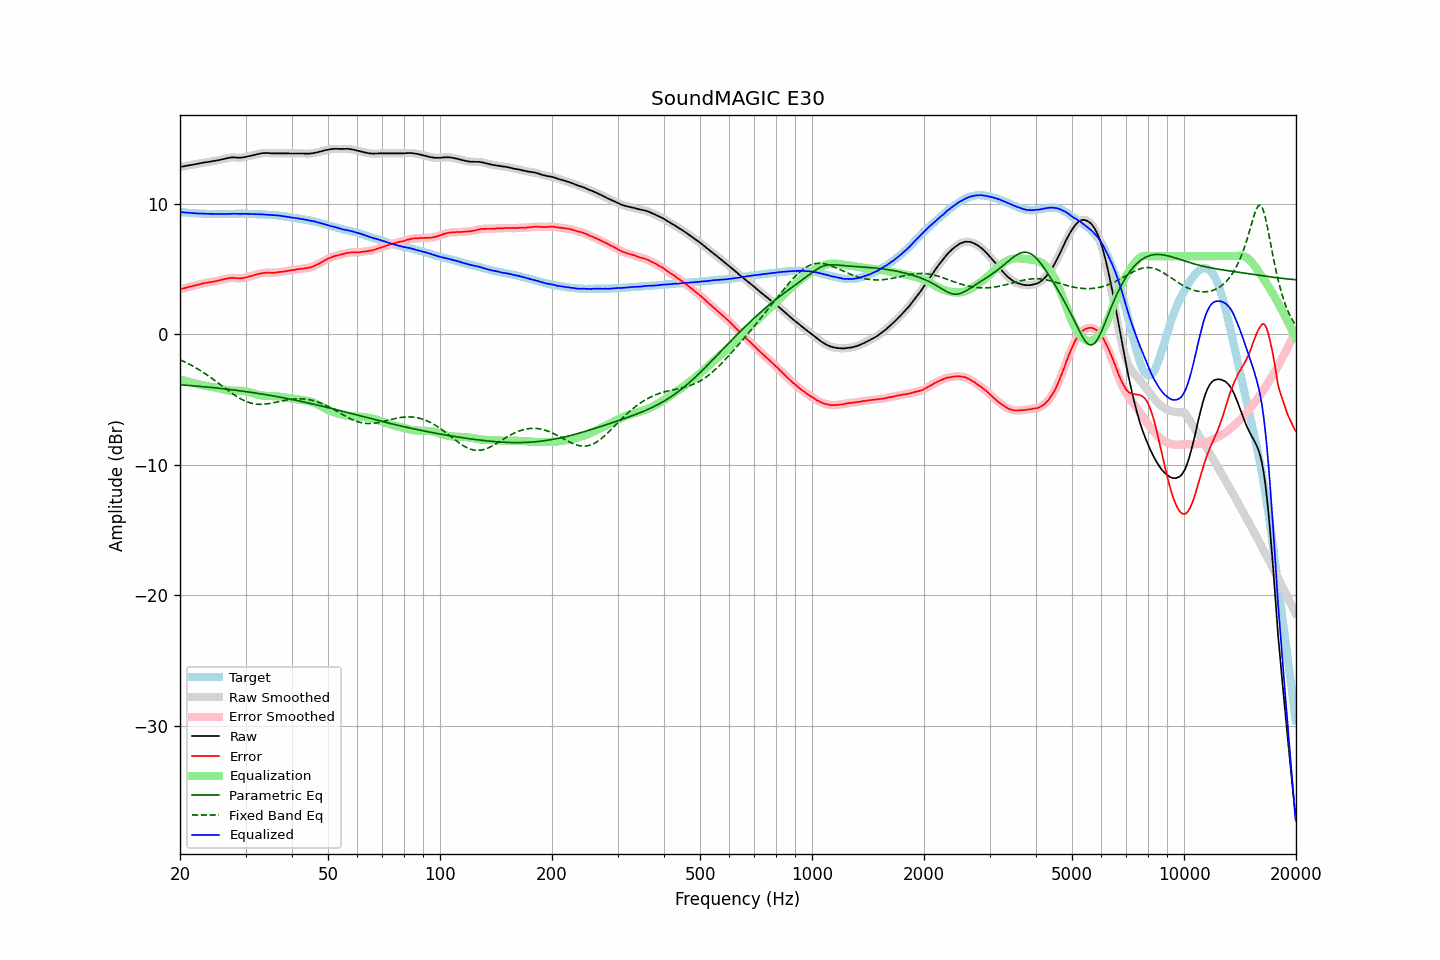 SoundMAGIC E30
Amplitude (dBr)
10
0
−10
−20
−30
Target
Raw Smoothed
Error Smoothed
Raw
Error
Equalization
Parametric Eq
Fixed Band Eq
Equalized
20 50 100 200 500 1000 2000 5000 10000 20000
Frequency (Hz)